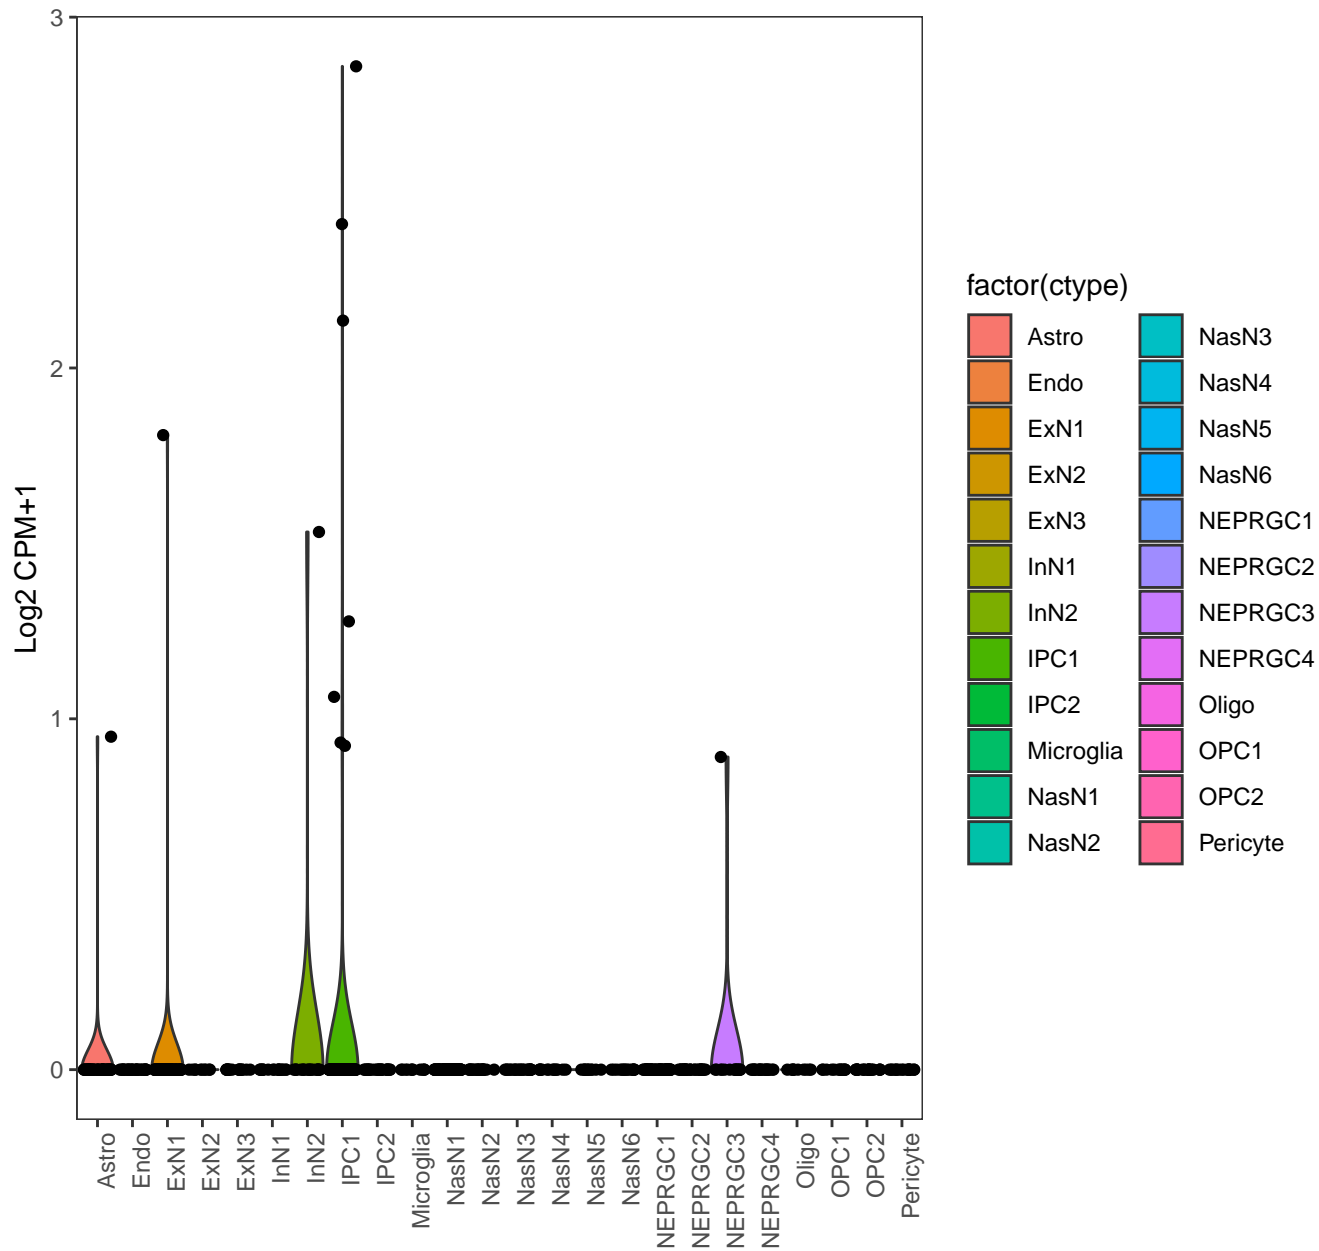 3
2
1
0
Log2 CPM+1
Astro
Endo
ExN1
ExN2
ExN3
InN1
InN2
IPC1
IPC2
Microglia
NasN1
NasN2
NasN3
NasN4
NasN5
NasN6
NEPRGC1
NEPRGC2
NEPRGC3
NEPRGC4
Oligo
OPC1
OPC2
Pericyte
factor(ctype)
Astro
Endo
ExN1
ExN2
ExN3
InN1
InN2
IPC1
IPC2
Microglia
NasN1
NasN2
NasN3
NasN4
NasN5
NasN6
NEPRGC1
NEPRGC2
NEPRGC3
NEPRGC4
Oligo
OPC1
OPC2
Pericyte